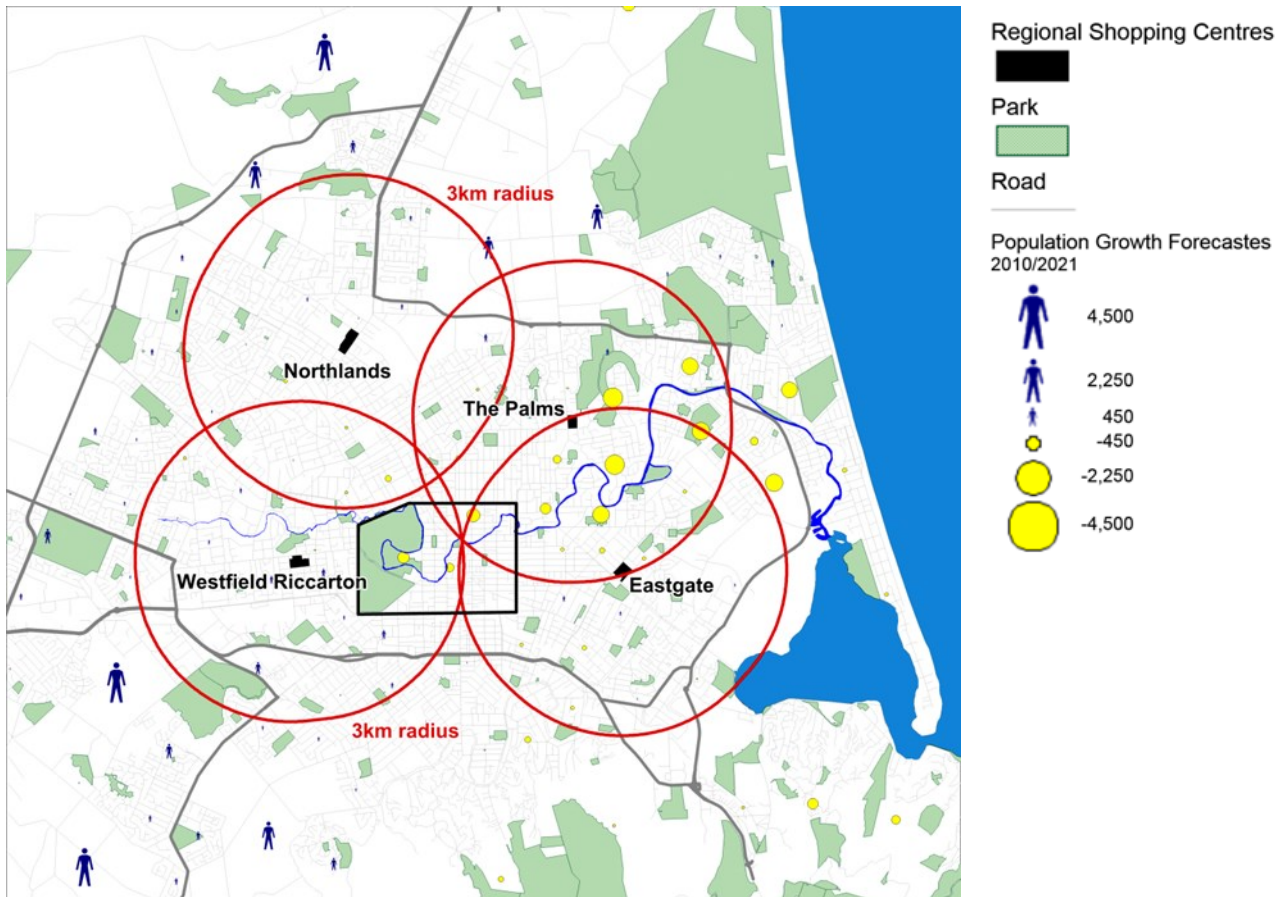 3km radius
Northlands
The Palms
Westfield Riccarton
Eastgate
3km radius
Regional Shopping Centres
Park
Road
Population Growth Forecastes
2010/2021
4,500
2,250
450
-450
-2,250
-4,500